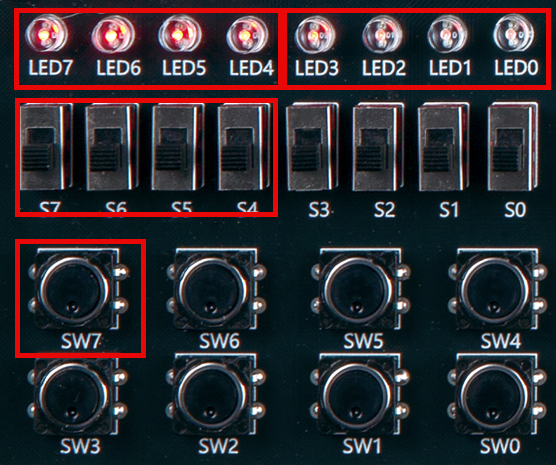 LED7 LED6 LED5 LED4 LED3 LED2 LED1 LED0
S7 S6 S5 S4 S3 S2 S1 S0
SW7 SW6 SW5 SW4
SW3 SW2 SW1 SW0